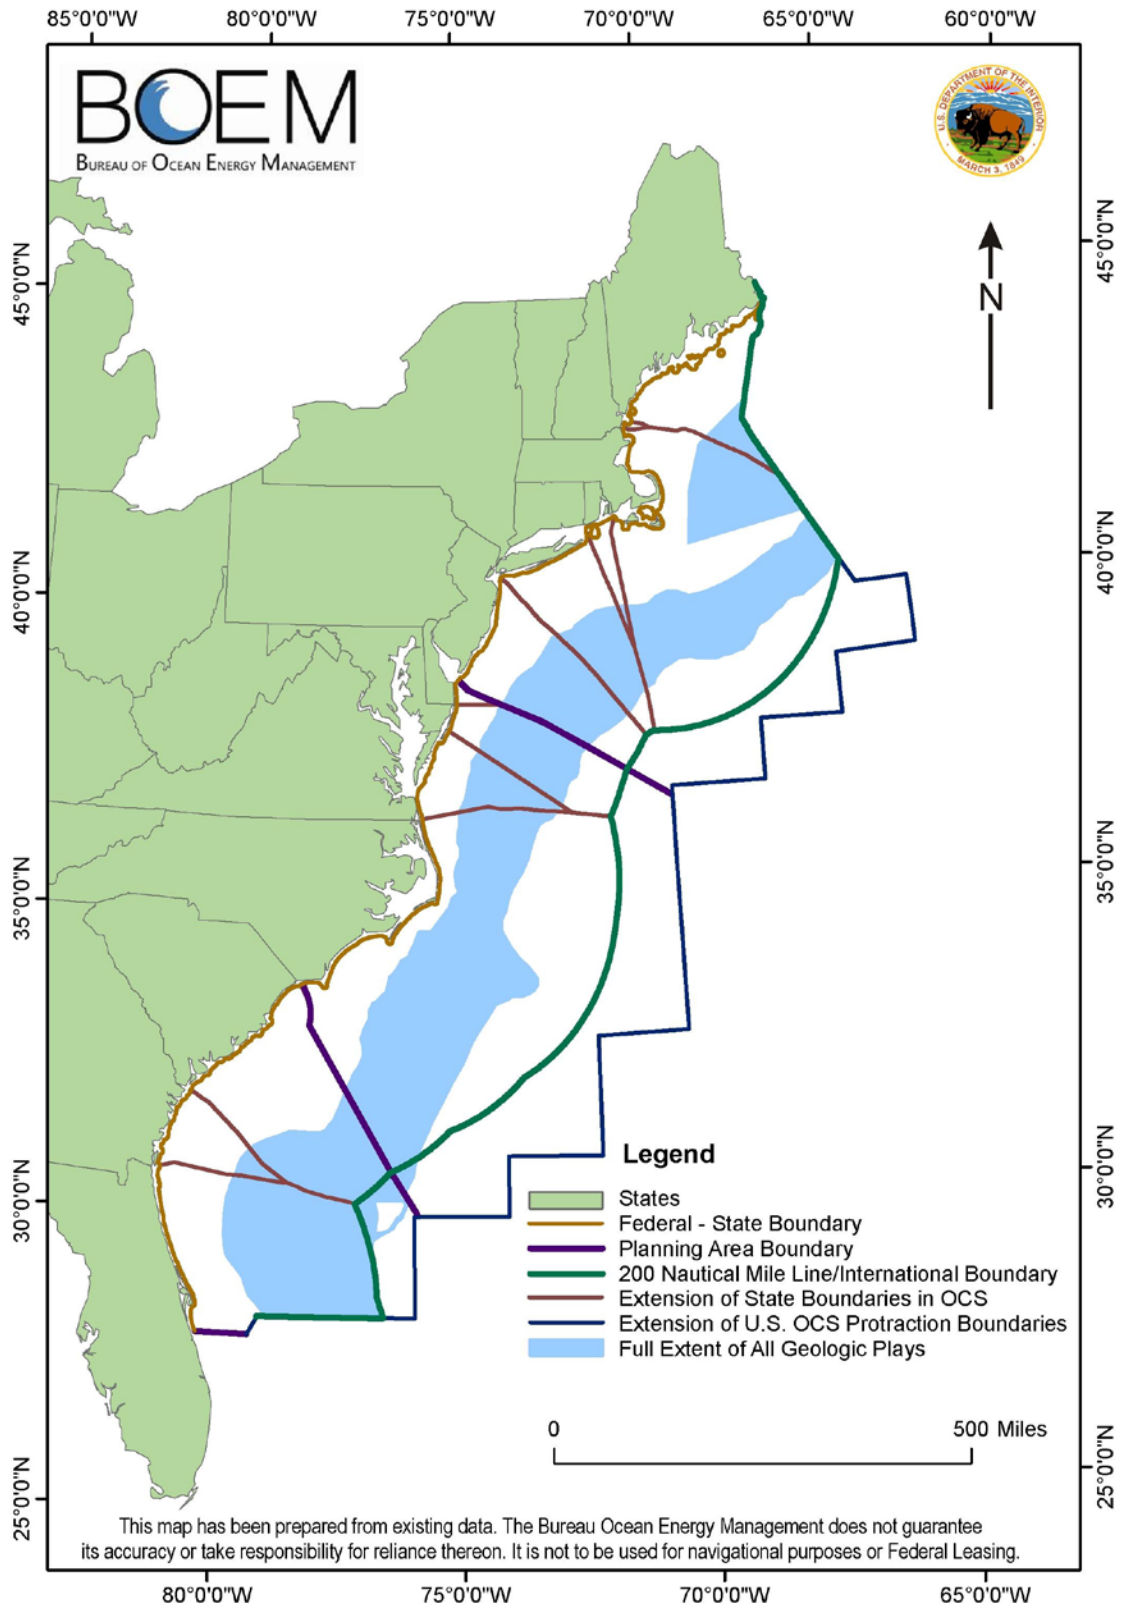 85°0'0"W 80°0'0"W 75°0'0"W 70°0'0"W 65°0'0"W 60°0'0"W
BOEM
BUREAU OF OCEAN ENERGY MANAGEMENT
U.S. DEPARTMENT OF THE INTERIOR
MARCH 3, 1849
N
45°0'0"N
40°0'0"N
35°0'0"N
30°0'0"N
25°0'0"N
45°0'0"N
40°0'0"N
35°0'0"N
30°0'0"N
25°0'0"N
Legend
States
Federal - State Boundary
Planning Area Boundary
200 Nautical Mile Line/International Boundary
Extension of State Boundaries in OCS
Extension of U.S. OCS Protraction Boundaries
Full Extent of All Geologic Plays
0 500 Miles
This map has been prepared from existing data. The Bureau Ocean Energy Management does not guarantee
its accuracy or take responsibility for reliance thereon. It is not to be used for navigational purposes or Federal Leasing.
80°0'0"W 75°0'0"W 70°0'0"W 65°0'0"W